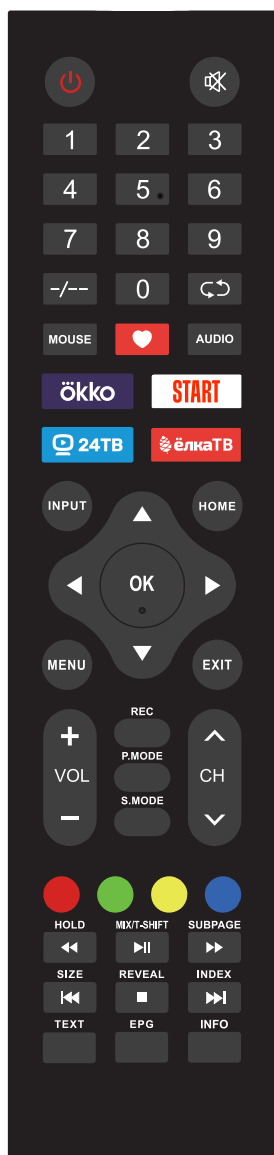 1 2 3
4 5 6
7 8 9
-/-- 0
MOUSE AUDIO
ökko START
24ТВ ёлкаТВ
INPUT HOME
OK
MENU EXIT
REC
+
P.MODE
VOL CH
S.MODE
−
HOLD MIX/T-SHIFT SUBPAGE
SIZE REVEAL INDEX
TEXT EPG INFO